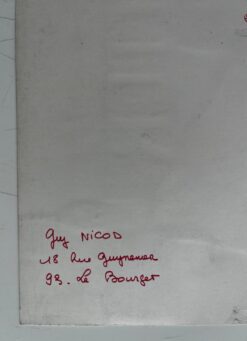 Guy NICOD
18 Rue Guynemer
93. Le Bourget